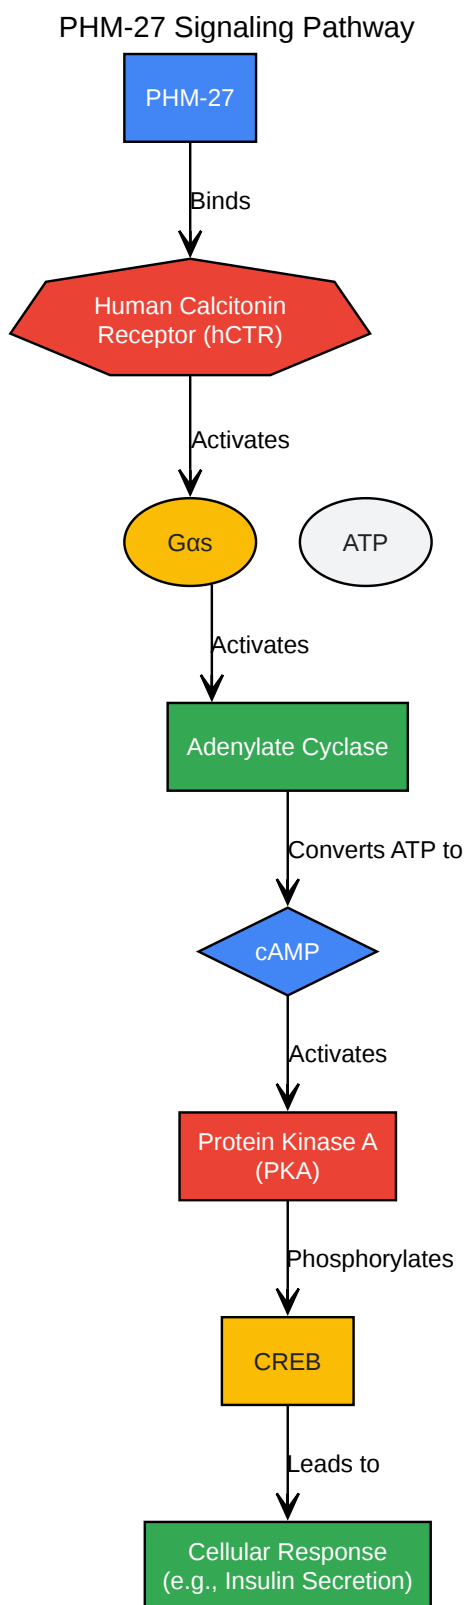 PHM-27 Signaling Pathway
PHM-27
Binds
Human Calcitonin
Receptor (hCTR)
Activates
Gαs
ATP
Activates
Adenylate Cyclase
Converts ATP to
cAMP
Activates
Protein Kinase A
(PKA)
Phosphorylates
CREB
Leads to
Cellular Response
(e.g., Insulin Secretion)